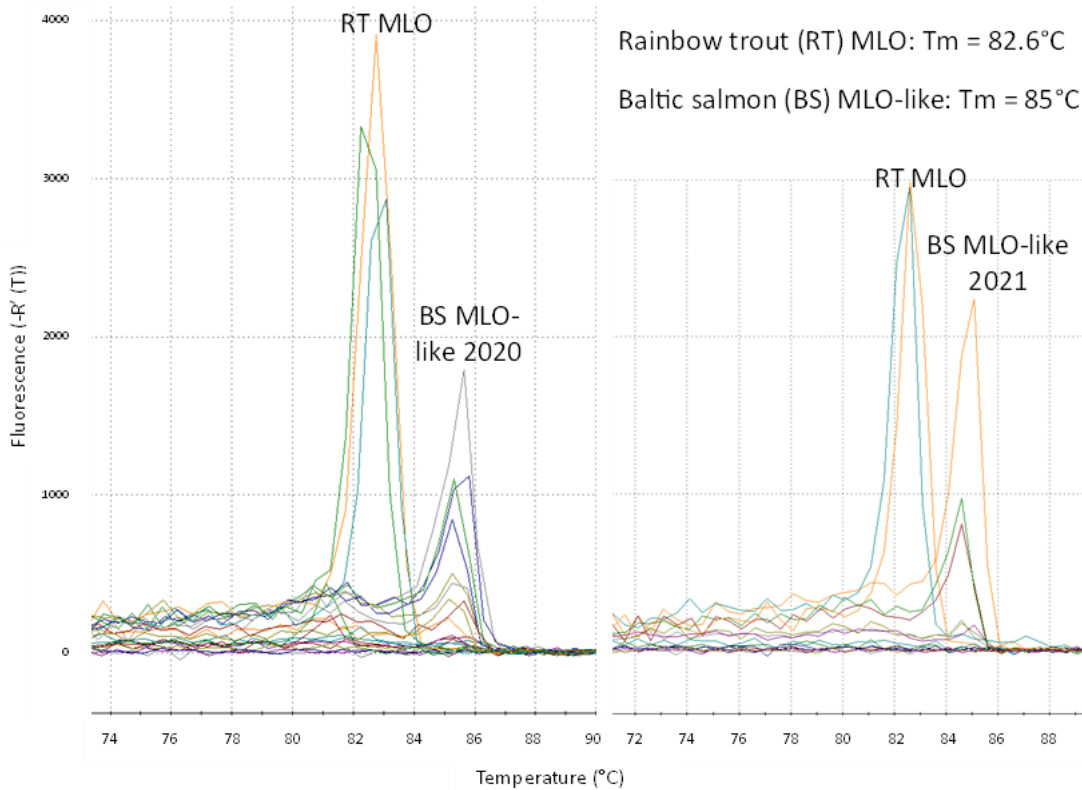 4000
3000
2000
1000
0
Fluorescence (-R' (T))
RT MLO
BS MLO-
like 2020
74 76 78 80 82 84 86 88 90
Rainbow trout (RT) MLO: Tm = 82.6°C
Baltic salmon (BS) MLO-like: Tm = 85°C
RT MLO
BS MLO-like
2021
72 74 76 78 80 82 84 86 88
Temperature (°C)